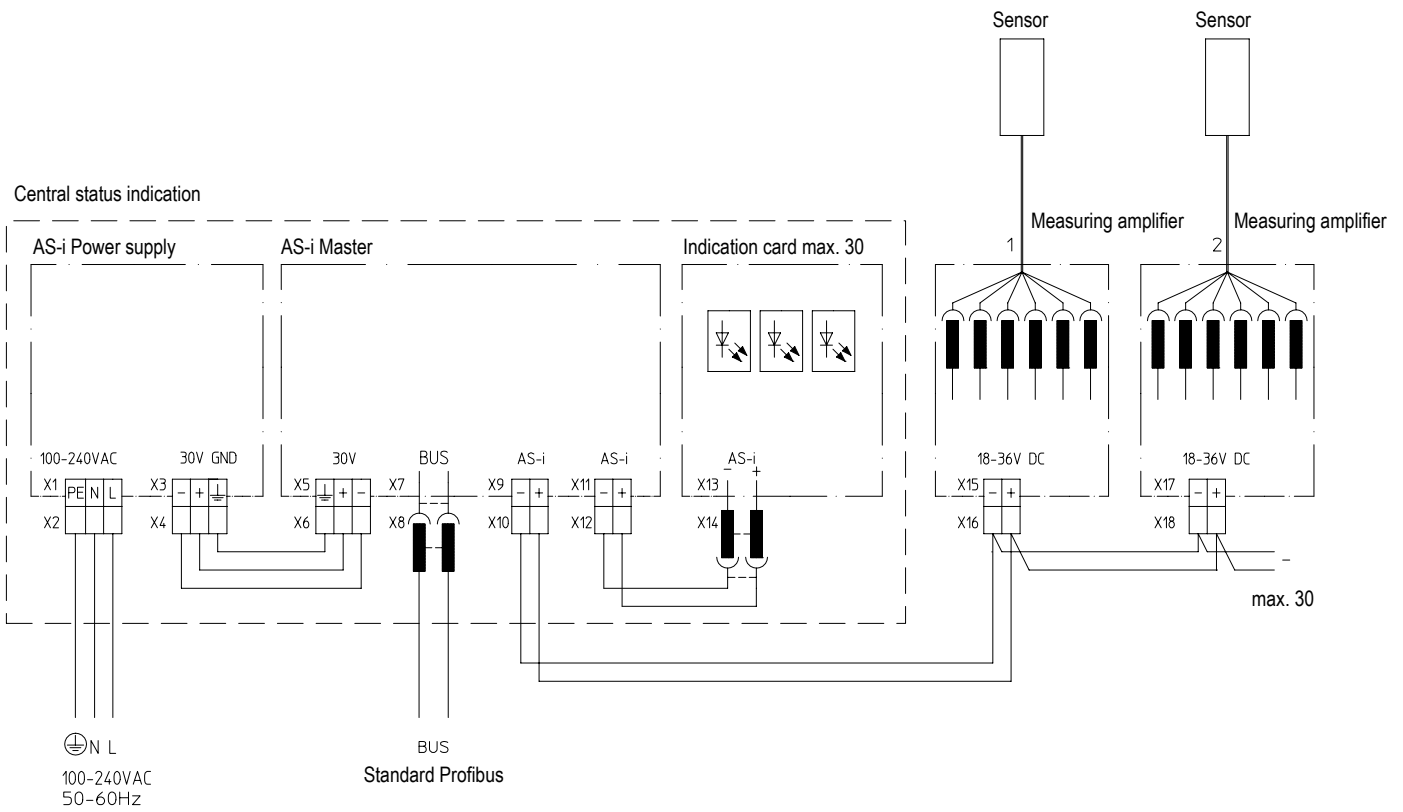 Sensor Sensor
Central status indication
Measuring amplifier Measuring amplifier
1 2
AS-i Power supply AS-i Master Indication card max. 30
100-240VAC 30V GND 30V BUS AS-i AS-i AS-i 18-36V DC 18-36V DC
- +
X1 PE N L X3 - + X5 + - X7 X9 - + X11 - + X13 X15 - + X17 - +
X2 X4 X6 X8 X10 X12 X14 X16 X18
-
max. 30
N L BUS
100-240VAC Standard Profibus
50-60Hz